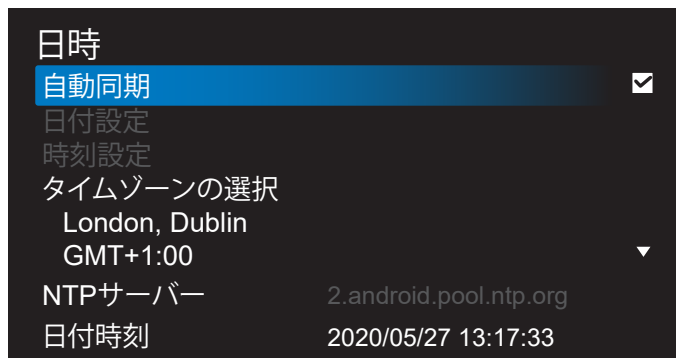 日時
自動同期
日付設定
時刻設定
タイムゾーンの選択
London, Dublin
GMT+1:00
NTPサーバー 2.android.pool.ntp.org
日付時刻 2020/05/27 13:17:33